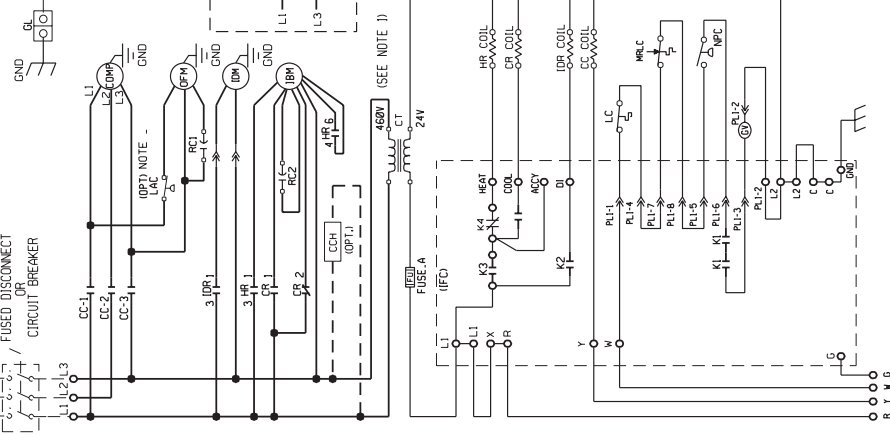 GL
GND
L1
L3
GND
GND
GND
COMP
OFM
IDM
IBM
L1
L2
L3
(SEE NOTE 1)
460V
CT
24V
HR COIL
CR COIL
IDR COIL
CC COIL
MRLC
NPC
LC
PL1-2
GV
RC1
(OPT) NOTE -
LAC
RC2
4 HR 6
CCH
(OPT.)
HEAT
COOL
ACCY
D1
K4
K3
K2
PL1-1
PL1-4
PL1-7
PL1-8
PL1-5
PL1-6
PL1-3
PL1-2
L2
L2
C
C
GND
K1
K1
FUSED DISCONNECT
OR
CIRCUIT BREAKER
CC-1
CC-2
CC-3
3 IDR 1
3 HR 1
CR 1
CR 2
FU
FUSE.A
(IFC)
L1
L1
X
R
Y
W
G
L3
L2
L1
G
W
Y
R